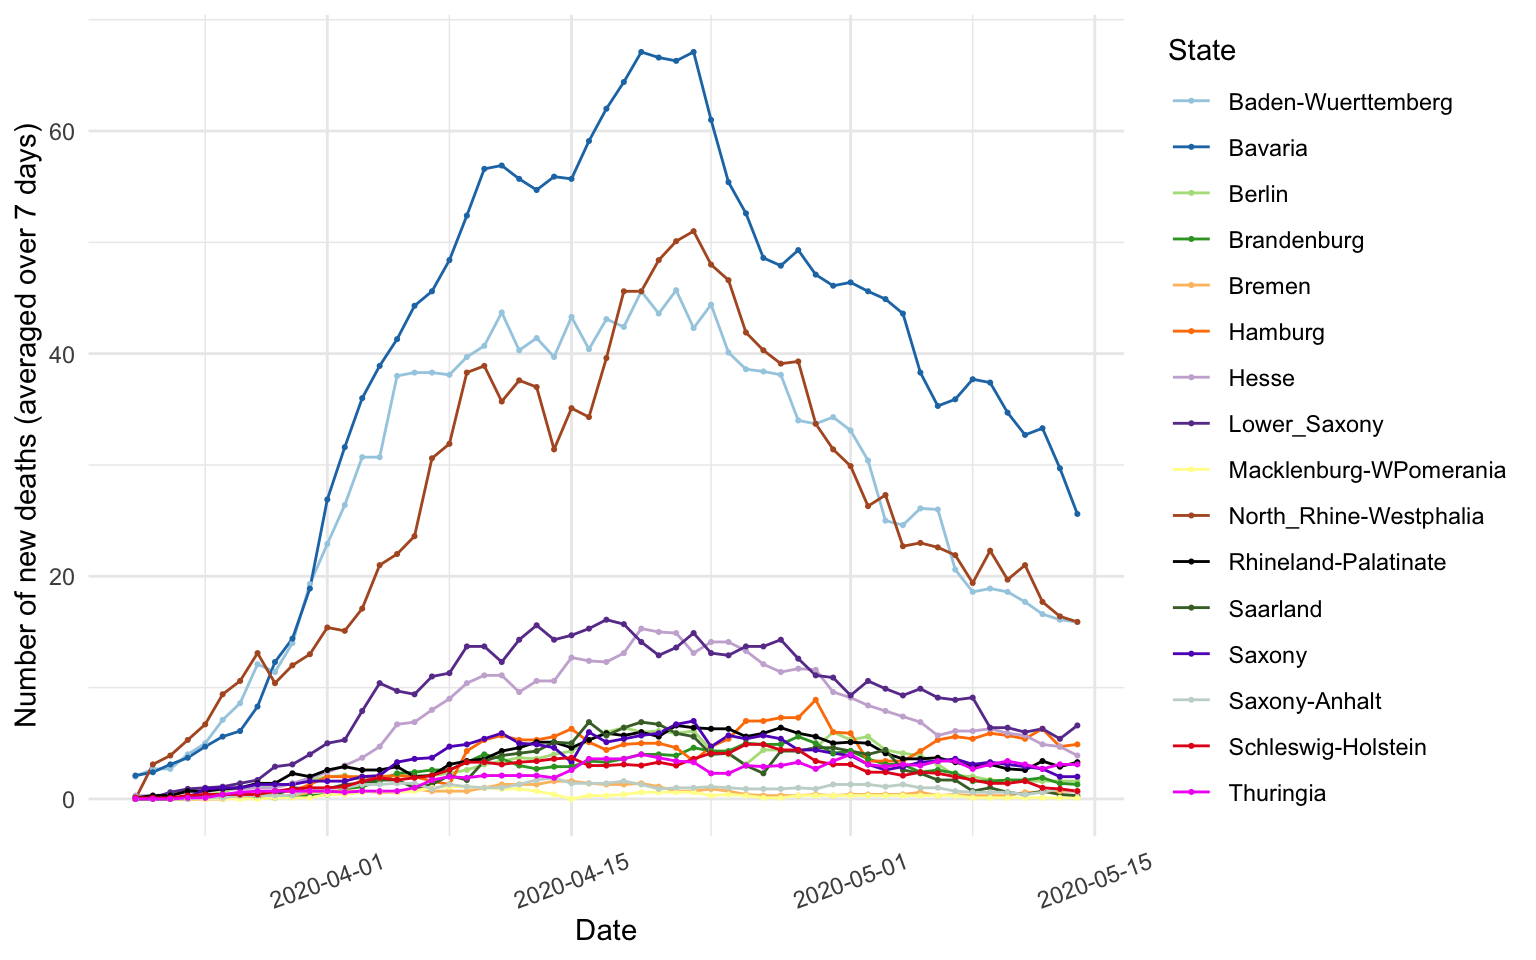 Number of new deaths (averaged over 7 days)
60
40
20
0
2020-04-01
2020-04-15
2020-05-01
2020-05-15
Date
State
Baden-Wuerttemberg
Bavaria
Berlin
Brandenburg
Bremen
Hamburg
Hesse
Lower_Saxony
Macklenburg-WPomerania
North_Rhine-Westphalia
Rhineland-Palatinate
Saarland
Saxony
Saxony-Anhalt
Schleswig-Holstein
Thuringia